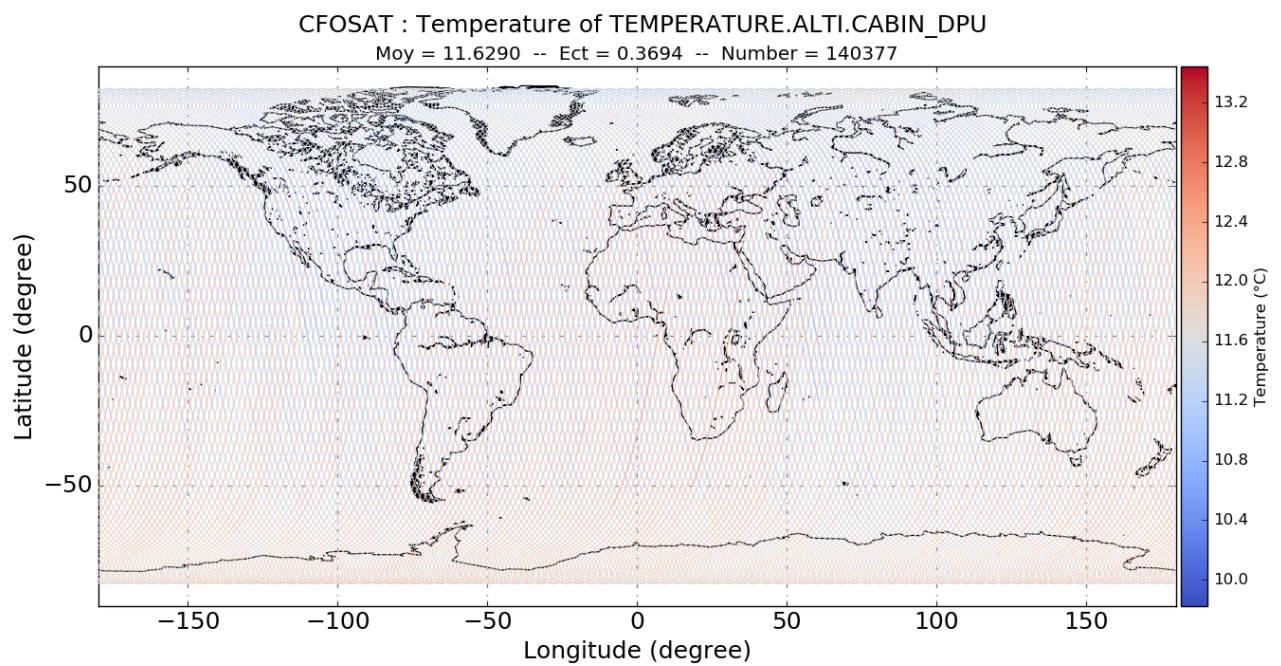 CFOSAT : Temperature of TEMPERATURE.ALTI.CABIN_DPU
Moy = 11.6290 -- Ect = 0.3694 -- Number = 140377
50
0
−50
Latitude (degree)
−150 −100 −50 0 50 100 150
Longitude (degree)
13.2
12.8
12.4
12.0
11.6
11.2
10.8
10.4
10.0
Temperature (°C)